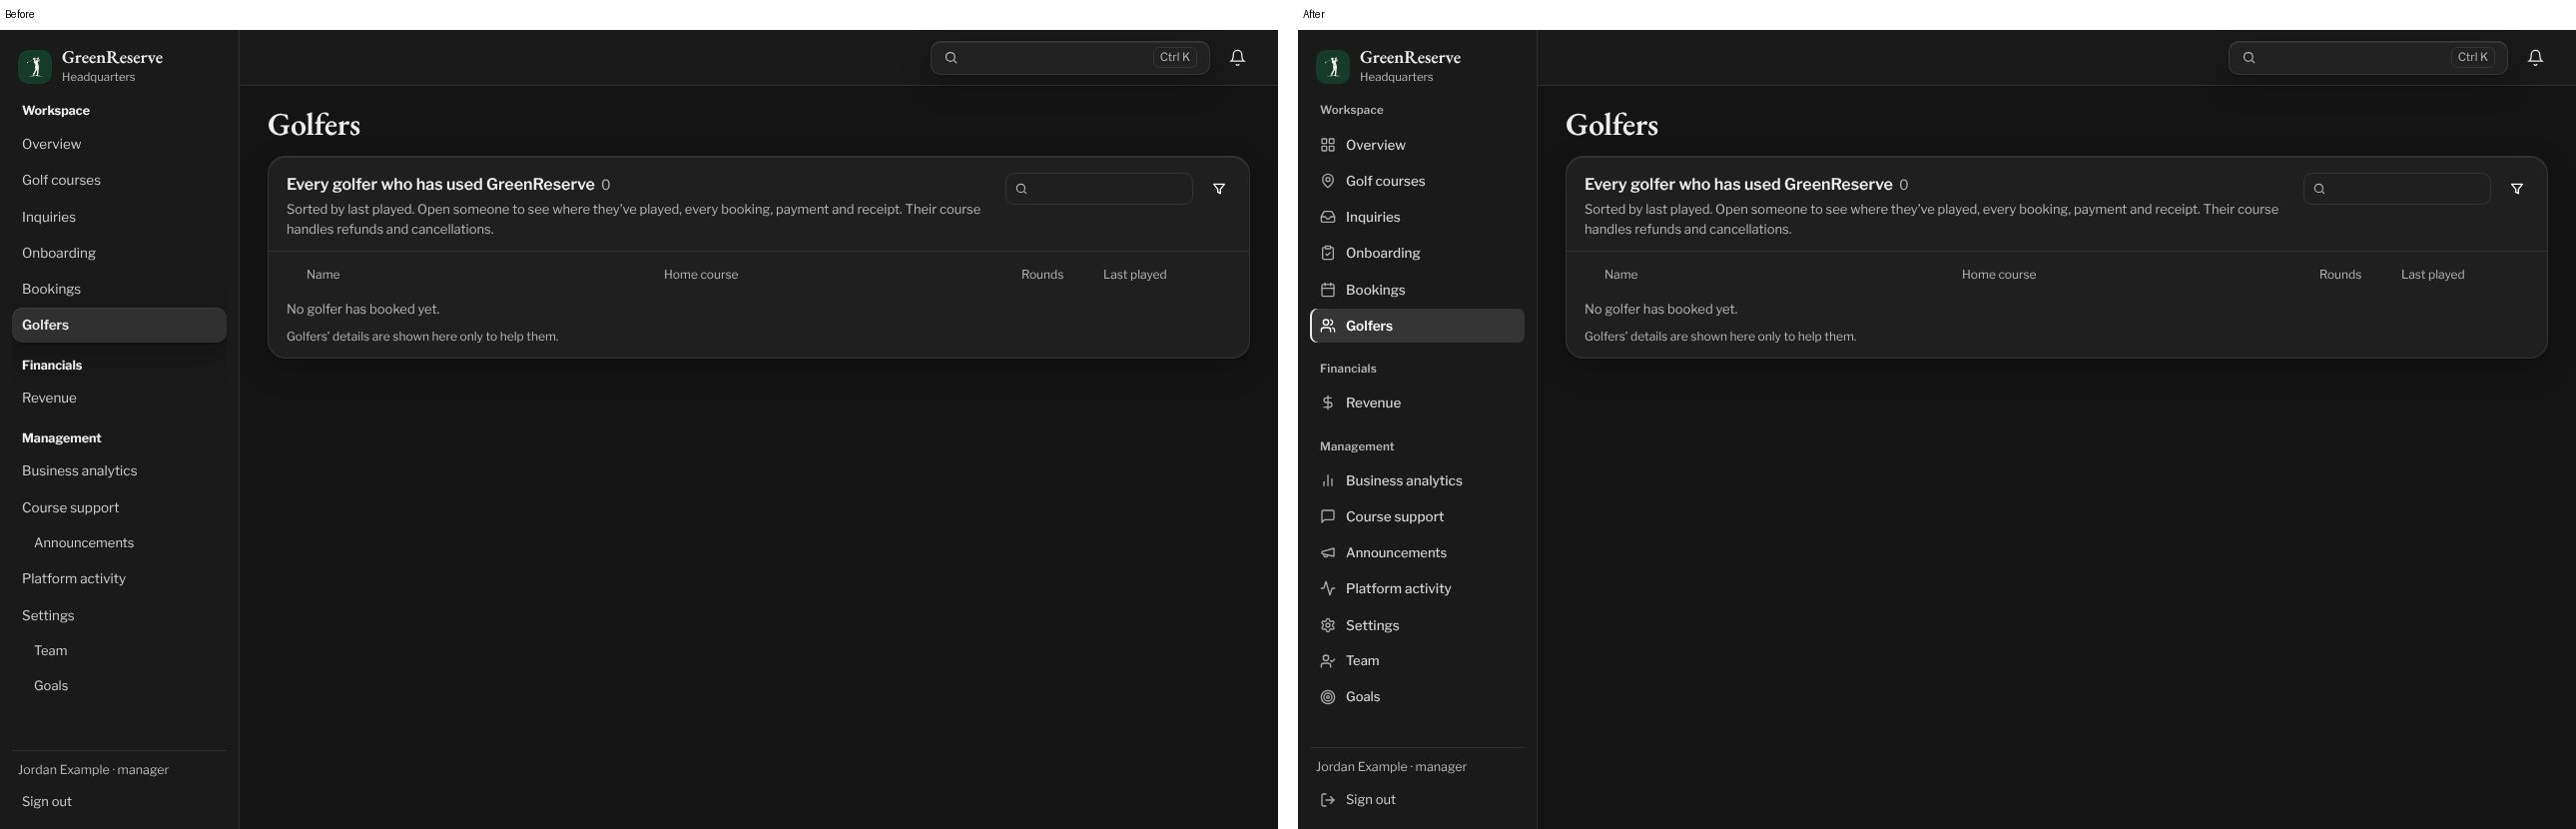 Before
GreenReserve
Headquarters
Workspace
Overview
Golf courses
Inquiries
Onboarding
Bookings
Golfers
Financials
Revenue
Management
Business analytics
Course support
Announcements
Platform activity
Settings
Team
Goals
Jordan Example · manager
Sign out
Ctrl K
Golfers
Every golfer who has used GreenReserve 0
Sorted by last played. Open someone to see where they’ve played, every booking, payment and receipt. Their course
handles refunds and cancellations.
Name Home course Rounds Last played
No golfer has booked yet.
Golfers’ details are shown here only to help them.
After
GreenReserve
Headquarters
Workspace
Overview
Golf courses
Inquiries
Onboarding
Bookings
Golfers
Financials
Revenue
Management
Business analytics
Course support
Announcements
Platform activity
Settings
Team
Goals
Jordan Example · manager
Sign out
Ctrl K
Golfers
Every golfer who has used GreenReserve 0
Sorted by last played. Open someone to see where they’ve played, every booking, payment and receipt. Their course
handles refunds and cancellations.
Name Home course Rounds Last played
No golfer has booked yet.
Golfers’ details are shown here only to help them.